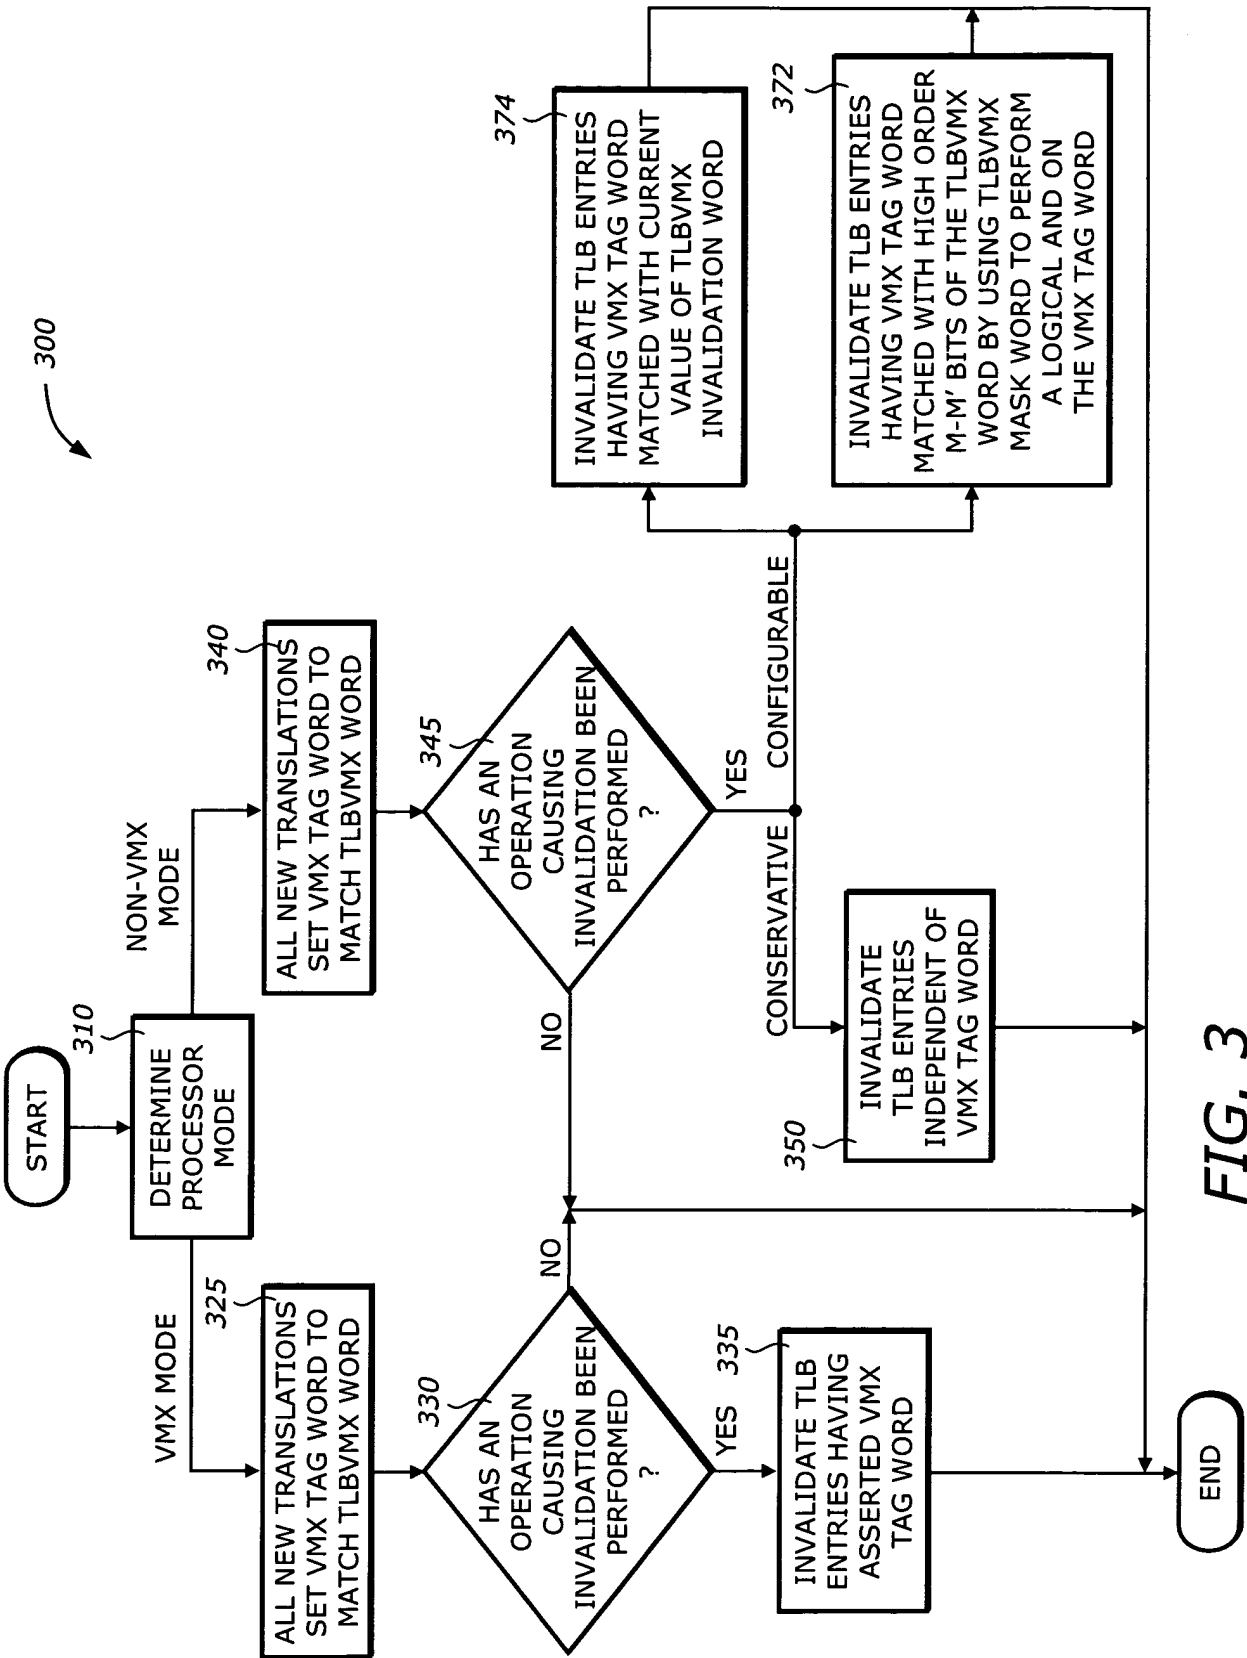 300
START
310
DETERMINE
PROCESSOR
MODE
VMX MODE
NON-VMX
MODE
325
ALL NEW TRANSLATIONS
SET VMX TAG WORD TO
MATCH TLBVMX WORD
340
ALL NEW TRANSLATIONS
SET VMX TAG WORD TO
MATCH TLBVMX WORD
330
HAS AN
OPERATION
CAUSING
INVALIDATION BEEN
PERFORMED
?
NO
YES
345
HAS AN
OPERATION
CAUSING
INVALIDATION BEEN
PERFORMED
?
NO
YES
335
INVALIDATE TLB
ENTRIES HAVING
ASSERTED VMX
TAG WORD
CONSERVATIVE
CONFIGURABLE
350
INVALIDATE
TLB ENTRIES
INDEPENDENT OF
VMX TAG WORD
374
INVALIDATE TLB ENTRIES
HAVING VMX TAG WORD
MATCHED WITH CURRENT
VALUE OF TLBVMX
INVALIDATION WORD
372
INVALIDATE TLB ENTRIES
HAVING VMX TAG WORD
MATCHED WITH HIGH ORDER
M-M' BITS OF THE TLBVMX
WORD BY USING TLBVMX
MASK WORD TO PERFORM
A LOGICAL AND ON
THE VMX TAG WORD
END
FIG. 3